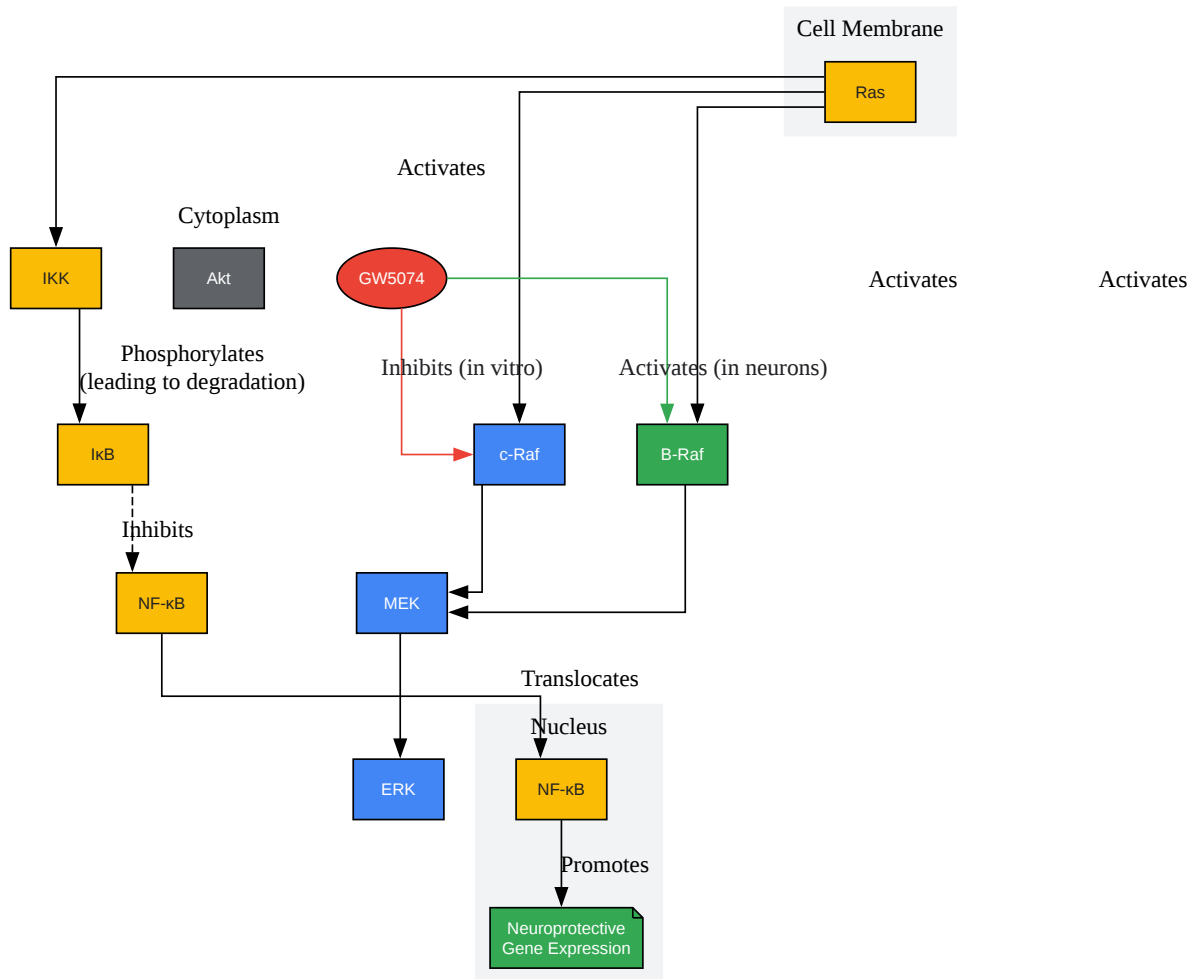 Cell Membrane
Ras
Activates
Cytoplasm
IKK
Akt
GW5074
Activates
Activates
Phosphorylates
(leading to degradation)
Inhibits (in vitro)
Activates (in neurons)
IκB
c-Raf
B-Raf
Inhibits
NF-κB
MEK
Translocates
Nucleus
ERK
NF-κB
Promotes
Neuroprotective
Gene Expression